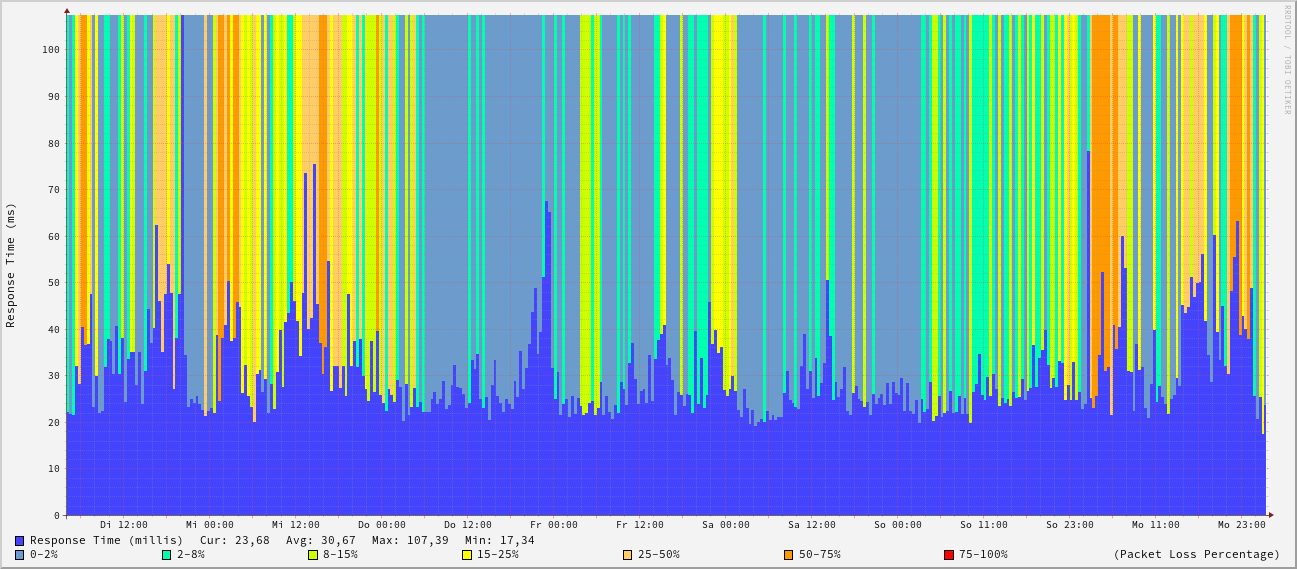 RRDTOOL / TOBI OETIKER
Response Time (ms)
100
90
80
70
60
50
40
30
20
10
0
Di 12:00 Mi 00:00 Mi 12:00 Do 00:00 Do 12:00 Fr 00:00 Fr 12:00 Sa 00:00 Sa 12:00 So 00:00 So 11:00 So 23:00 Mo 11:00 Mo 23:00
Response Time (millis) Cur: 23,68 Avg: 30,67 Max: 107,39 Min: 17,34
0-2% 2-8% 8-15% 15-25% 25-50% 50-75% 75-100% (Packet Loss Percentage)